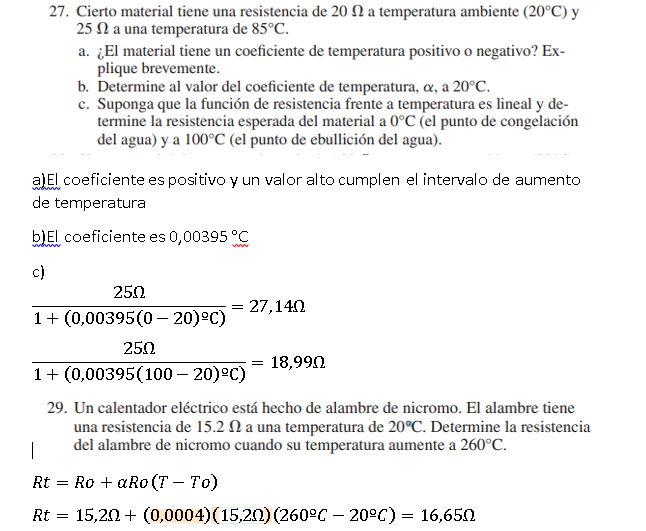 27. Cierto material tiene una resistencia de 20 Ω a temperatura ambiente (20°C) y
25 Ω a una temperatura de 85°C.
a. ¿El material tiene un coeficiente de temperatura positivo o negativo? Ex-
plique brevemente.
b. Determine al valor del coeficiente de temperatura, α, a 20°C.
c. Suponga que la función de resistencia frente a temperatura es lineal y de-
termine la resistencia esperada del material a 0°C (el punto de congelación
del agua) y a 100°C (el punto de ebullición del agua).
a)El coeficiente es positivo y un valor alto cumplen el intervalo de aumento
de temperatura
b)El coeficiente es 0,00395 ºC
c)
25Ω
1 + (0,00395(0 − 20)ºC) = 27,14Ω
25Ω
1 + (0,00395(100 − 20)ºC) = 18,99Ω
29. Un calentador eléctrico está hecho de alambre de nicromo. El alambre tiene
una resistencia de 15.2 Ω a una temperatura de 20°C. Determine la resistencia
del alambre de nicromo cuando su temperatura aumente a 260°C.
Rt = Ro + αRo(T − To)
Rt = 15,2Ω + (0,0004)(15,2Ω)(260ºC − 20ºC) = 16,65Ω